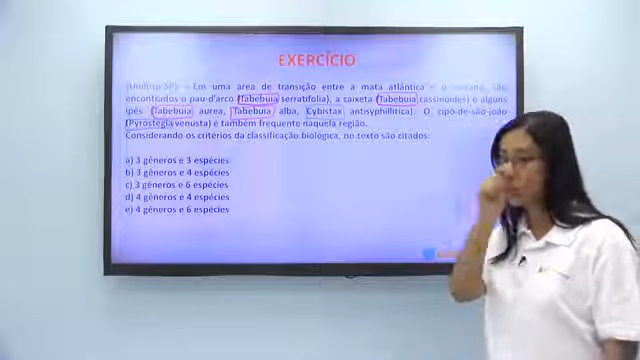 EXERCÍCIO
(Unifesp-SP) - Em uma área de transição entre a mata atlântica e o cerrado, são
encontrados o pau-d'arco (Tabebuia serratifolia), a caixeta (Tabebuia cassinoides) e alguns
ipês (Tabebuia aurea, Tabebuia alba, Cybistax antisyphillitica). O cipó-de-são-joão
(Pyrostegia venusta) é também frequente naquela região.
Considerando os critérios da classificação biológica, no texto são citados:
a) 3 gêneros e 3 espécies
b) 3 gêneros e 4 espécies
c) 3 gêneros e 6 espécies
d) 4 gêneros e 4 espécies
e) 4 gêneros e 6 espécies